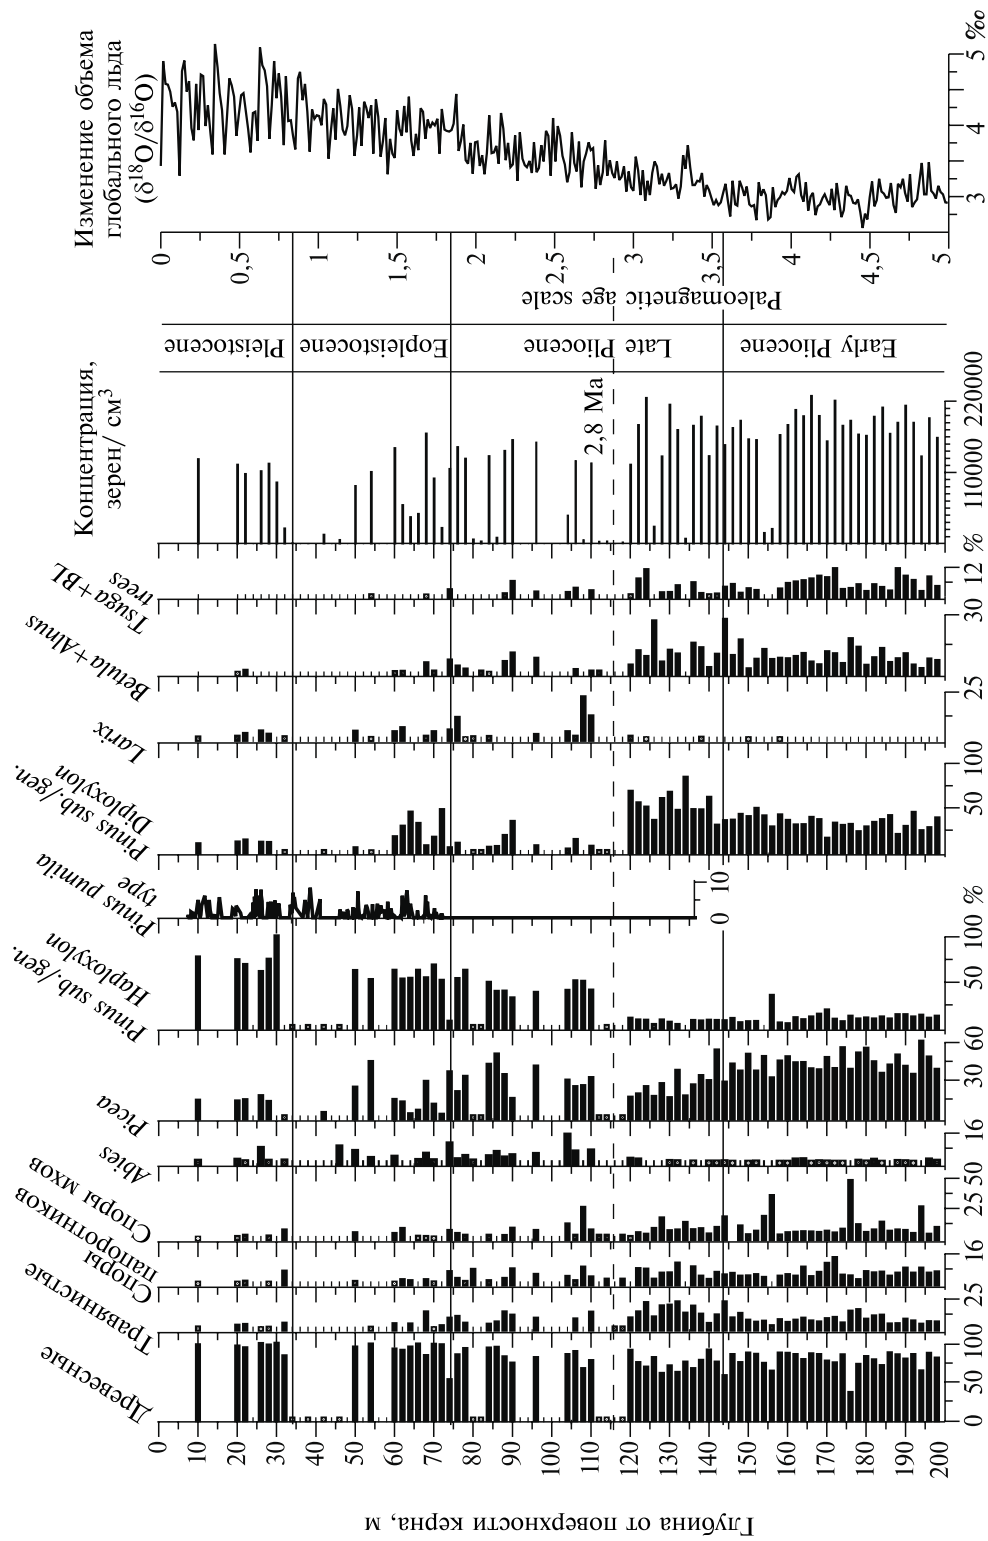 Изменение объема
глобального льда
(δ18O/δ16O)
3
4
5 ‰
0
0,5
1
1,5
2
2,5
3
3,5
4
4,5
5
Paleomagnetic age scale
Pleistocene
Eopleistocene
Late Pliocene
Early Pliocene
2,8 Ma
Концентрация,
зерен/ см3
110000
220000
Tsuga+BL
trees
%
12
Betula+Alnus
30
Larix
25
Pinus sub./gen.
Diploxylon
50
100
Pinus pumila
type
0
10
%
Pinus sub./gen.
Haploxylon
50
100
Picea
30
60
Abies
6
16
Споры мхов
25
50
Споры
папоротников
16
Травянистые
25
Древесные
0
50
100
0
10
20
30
40
50
60
70
80
90
100
110
120
130
140
150
160
170
180
190
200
Глубина от поверхности керна, м